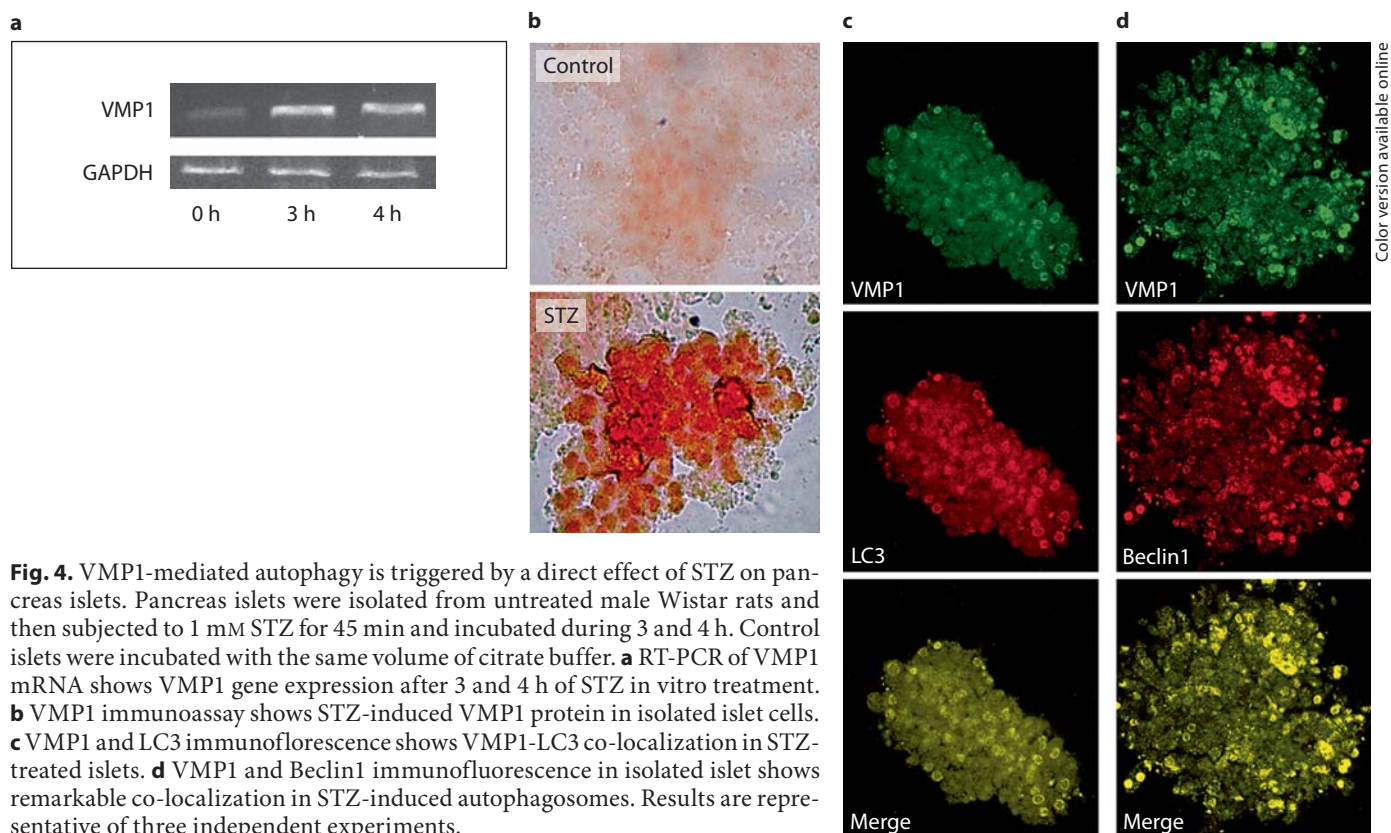 a
VMP1
GAPDH
0 h 3 h 4 h
b
Control
STZ
c
VMP1
LC3
Merge
d
VMP1
Beclin1
Merge
Color version available online
Fig. 4. VMP1-mediated autophagy is triggered by a direct effect of STZ on pan-
creas islets. Pancreas islets were isolated from untreated male Wistar rats and
then subjected to 1 mM STZ for 45 min and incubated during 3 and 4 h. Control
islets were incubated with the same volume of citrate buffer. a RT-PCR of VMP1
mRNA shows VMP1 gene expression after 3 and 4 h of STZ in vitro treatment.
b VMP1 immunoassay shows STZ-induced VMP1 protein in isolated islet cells.
c VMP1 and LC3 immunoflorescence shows VMP1-LC3 co-localization in STZ-
treated islets. d VMP1 and Beclin1 immunofluorescence in isolated islet shows
remarkable co-localization in STZ-induced autophagosomes. Results are repre-
sentative of three independent experiments.